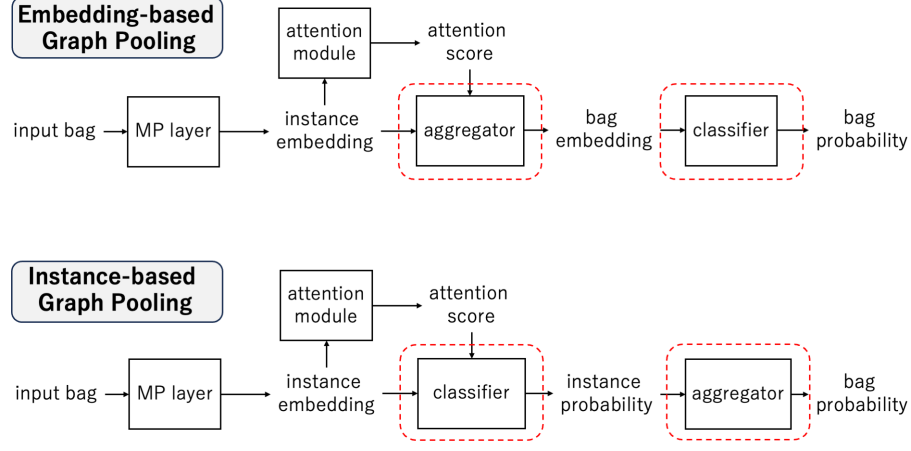 Embedding-based
Graph Pooling
attention
module
attention
score
input bag
MP layer
instance
embedding
aggregator
bag
embedding
classifier
bag
probability
Instance-based
Graph Pooling
attention
module
attention
score
input bag
MP layer
instance
embedding
classifier
instance
probability
aggregator
bag
probability